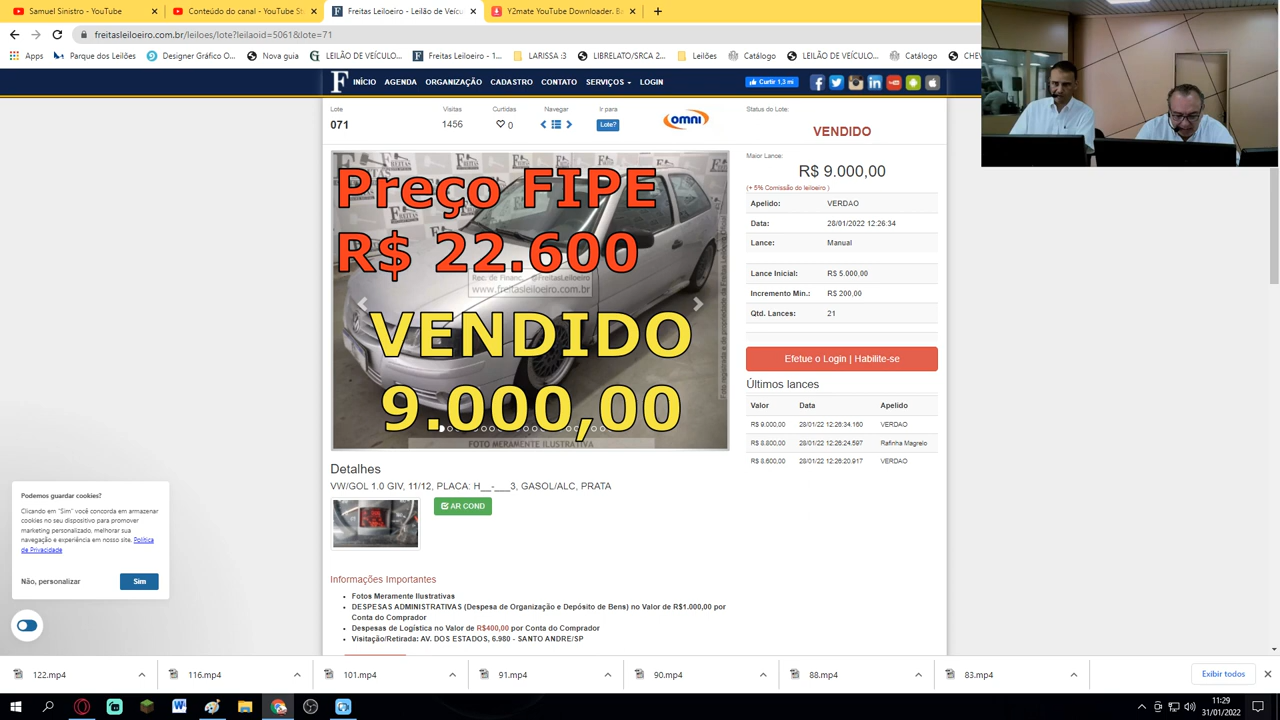 Samuel Sinistro - YouTube
Conteúdo do canal - YouTube St
Freitas Leiloeiro - Leilão de Veícu
Y2mate YouTube Downloader. B
freitasleiloeiro.com.br/leiloes/lote?leilaoid=5061&lote=71
Apps
Parque dos Leilões
Designer Gráfico O...
Nova guia
LEILÃO DE VEÍCULO...
Freitas Leiloeiro - 1...
LARISSA :3
LIBRELATO/SRCA 2...
Leilões
Catálogo
LEILÃO DE VEÍCULO...
Catálogo
CHEV
F INÍCIO AGENDA ORGANIZAÇÃO CADASTRO CONTATO SERVIÇOS LOGIN
Curtir 1,3 mi
Lote Visitas Curtidas Navegar Ir para
071 1456 0 Lote?
OMNI
Status do Lote:
VENDIDO
Maior Lance:
R$ 9.000,00
(+ 5% Comissão do leiloeiro )
Apelido: VERDAO
Data: 28/01/2022 12:26:34
Lance: Manual
Lance Inicial: R$ 5.000,00
Incremento Min.: R$ 200,00
Qtd. Lances: 21
Efetue o Login | Habilite-se
Últimos lances
Valor Data Apelido
R$ 9.000,00 28/01/22 12:26:34.160 VERDAO
R$ 8.800,00 28/01/22 12:26:24.597 Rafinha Magrelo
R$ 8.600,00 28/01/22 12:26:20.917 VERDAO
Preço FIPE
R$ 22.600
Rec. de Financ. @FreitasLeiloeiro
www.freitasleiloeiro.com.br
VENDIDO
9.000,00
FOTO MERAMENTE ILUSTRATIVA
Detalhes
VW/GOL 1.0 GIV, 11/12, PLACA: H__-___3, GASOL/ALC, PRATA
AR COND
Informações Importantes
Fotos Meramente Ilustrativas
DESPESAS ADMINISTRATIVAS (Despesa de Organização e Depósito de Bens) no Valor de R$1.000,00 por
Conta do Comprador
Despesas de Logística no Valor de R$400,00 por Conta do Comprador
Visitação/Retirada: AV. DOS ESTADOS, 6.980 - SANTO ANDRE/SP
Podemos guardar cookies?
Clicando em "Sim" você concorda em armazenar
cookies no seu dispositivo para promover
marketing personalizado, melhorar sua
navegação e experiência em nosso site. Política
de Privacidade
Não, personalizar
Sim
122.mp4
116.mp4
101.mp4
91.mp4
90.mp4
88.mp4
83.mp4
Exibir todos
11:29
31/01/2022